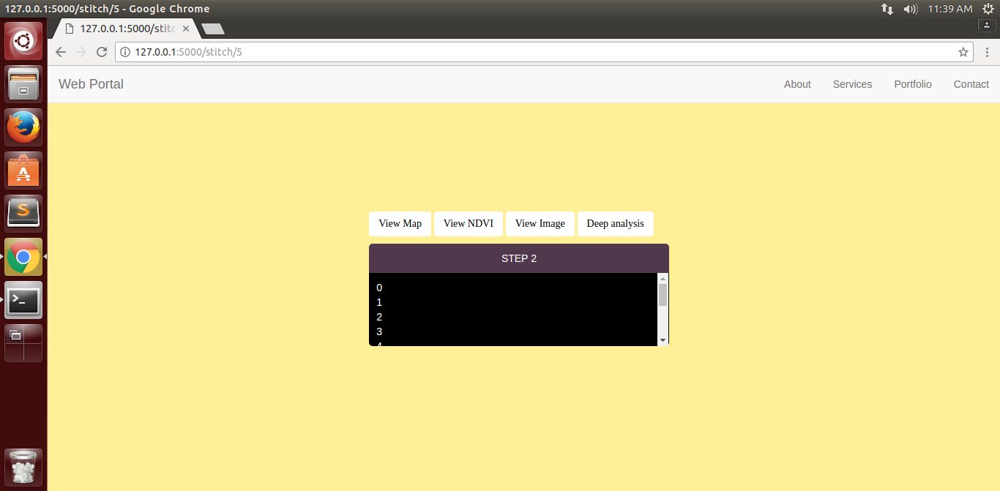 127.0.0.1:5000/stitch/5 - Google Chrome
11:39 AM
127.0.0.1:5000/stitc
127.0.0.1:5000/stitch/5
Web Portal
About Services Portfolio Contact
View Map View NDVI View Image Deep analysis
STEP 2
0
1
2
3
4